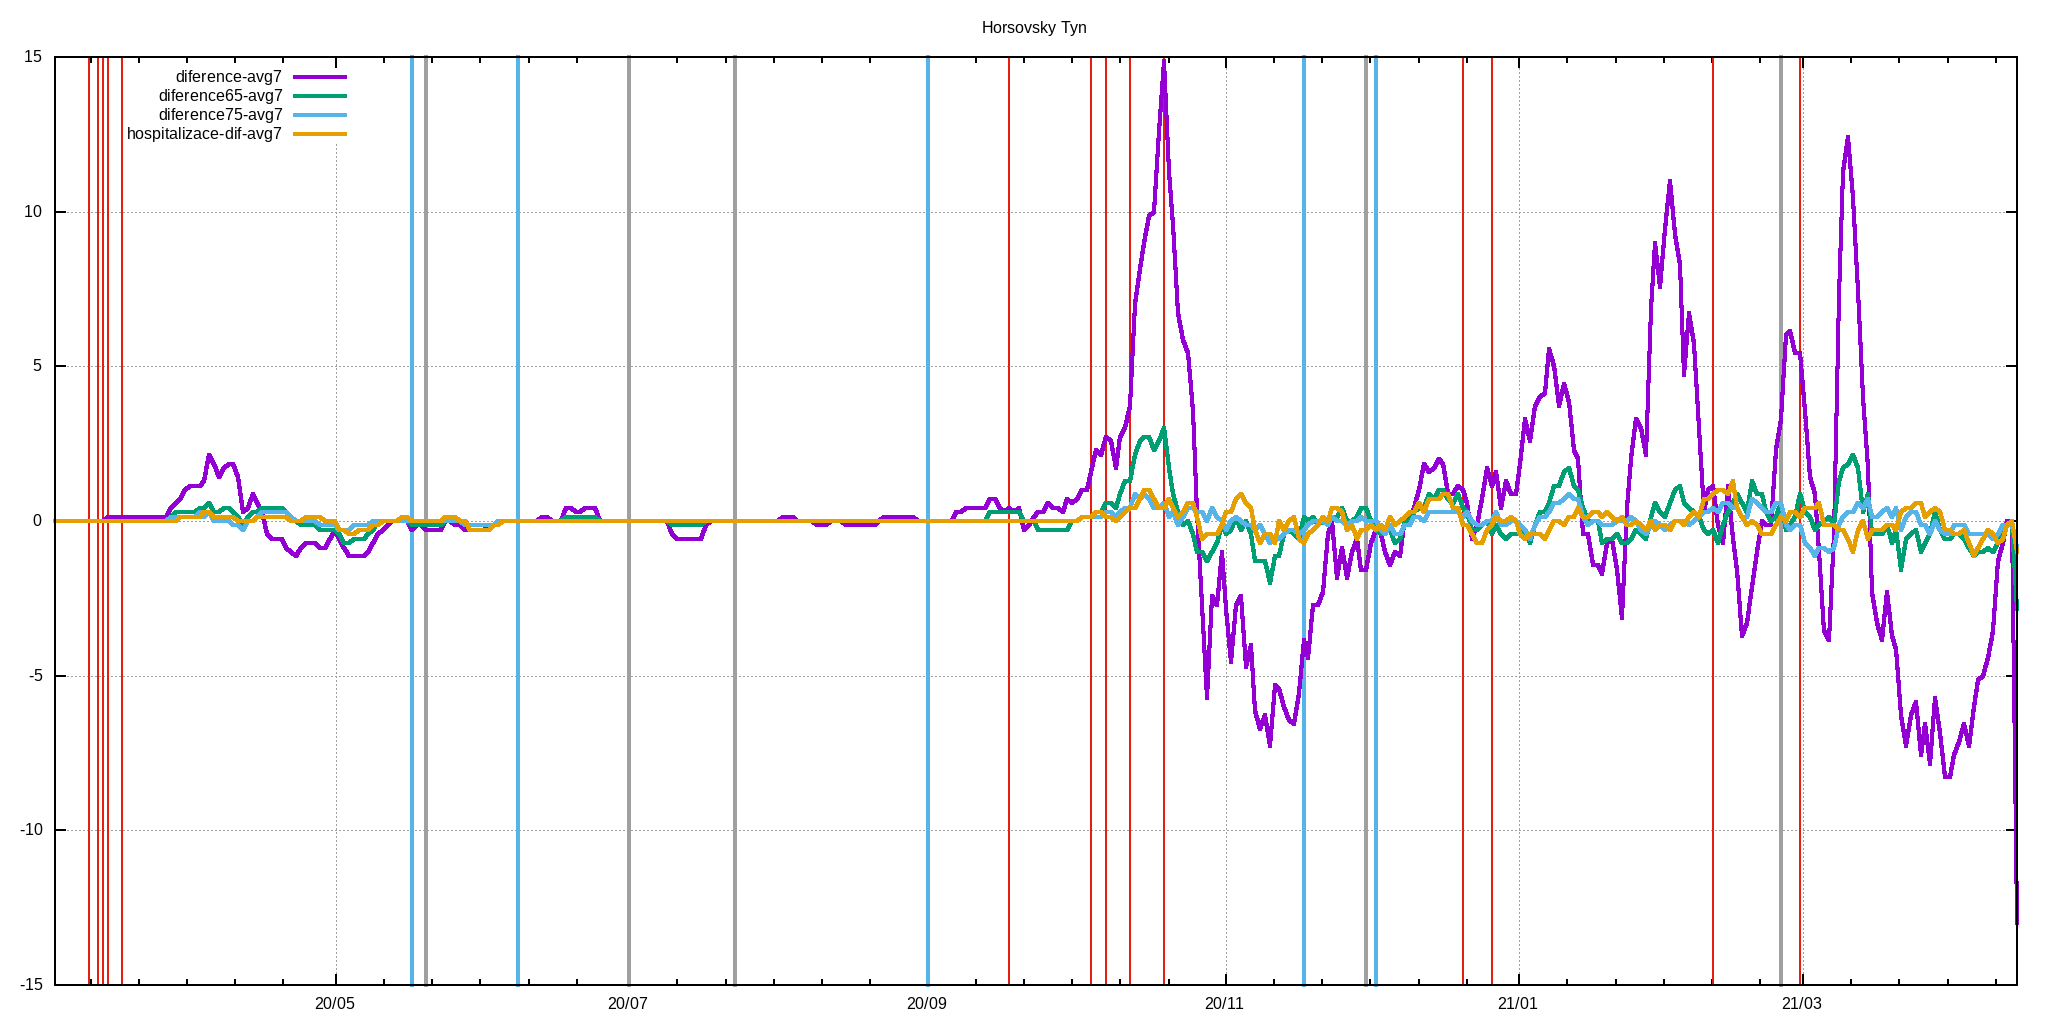 Horsovsky Tyn
15
diference-avg7
diference65-avg7
diference75-avg7
hospitalizace-dif-avg7
10
5
0
-5
-10
-15
20/05 20/07 20/09 20/11 21/01 21/03